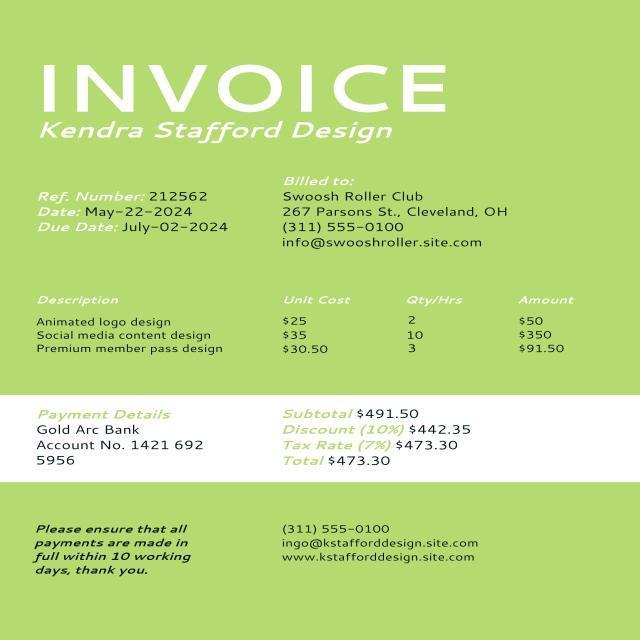 INVOICE
Kendra Stafford Design
Ref. Number: 212562
Date: May-22-2024
Due Date: July-02-2024
Billed to:
Swoosh Roller Club
267 Parsons St., Cleveland, OH
(311) 555-0100
info@swooshroller.site.com
Description Unit Cost Qty/Hrs Amount
Animated logo design $25 2 $50
Social media content design $35 10 $350
Premium member pass design $30.50 3 $91.50
Payment Details
Gold Arc Bank
Account No. 1421 692
5956
Subtotal $491.50
Discount (10%) $442.35
Tax Rate (7%) $473.30
Total $473.30
Please ensure that all
payments are made in
full within 10 working
days, thank you.
(311) 555-0100
ingo@kstafforddesign.site.com
www.kstafforddesign.site.com